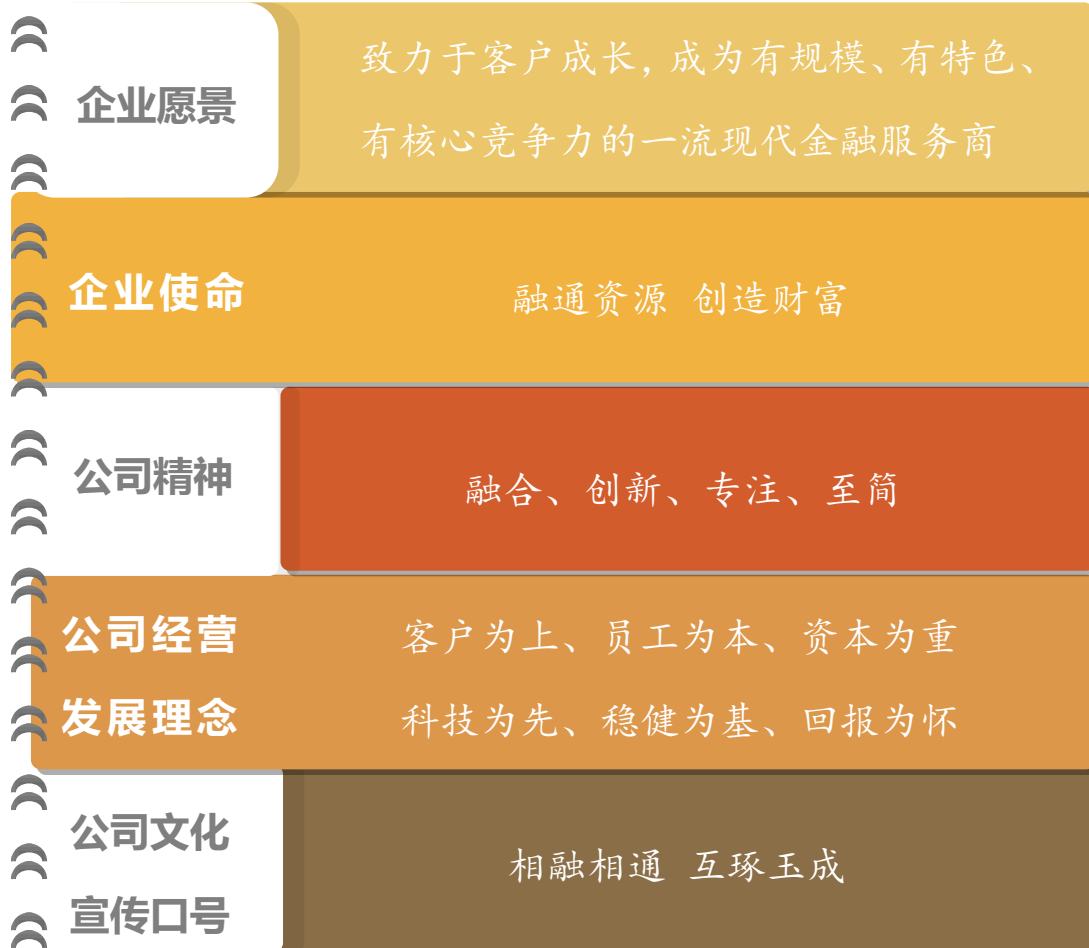 企业愿景
致力于客户成长，成为有规模、有特色、
有核心竞争力的一流现代金融服务商
企业使命
融通资源 创造财富
公司精神
融合、创新、专注、至简
公司经营
发展理念
客户为上、员工为本、资本为重
科技为先、稳健为基、回报为怀
公司文化
宣传口号
相融相通 互琢玉成